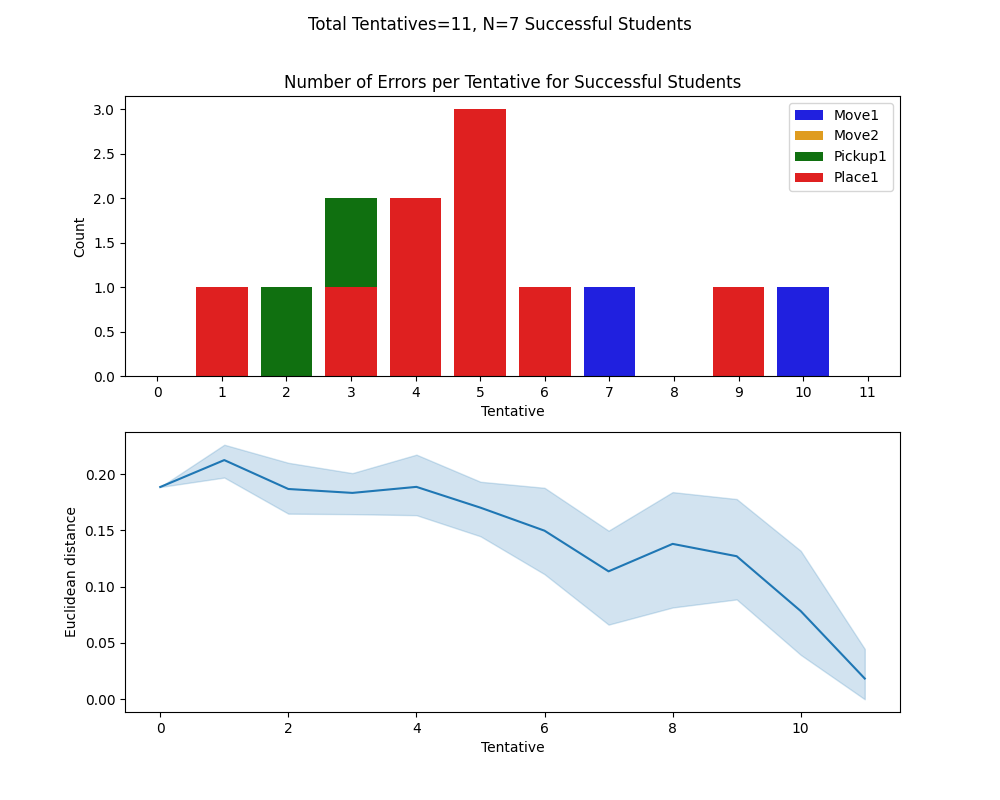 Total Tentatives=11, N=7 Successful Students
Number of Errors per Tentative for Successful Students
3.0
2.5
2.0
1.5
1.0
0.5
0.0
Count
Move1
Move2
Pickup1
Place1
0 1 2 3 4 5 6 7 8 9 10 11
Tentative
0.20
0.15
0.10
0.05
0.00
Euclidean distance
0 2 4 6 8 10
Tentative